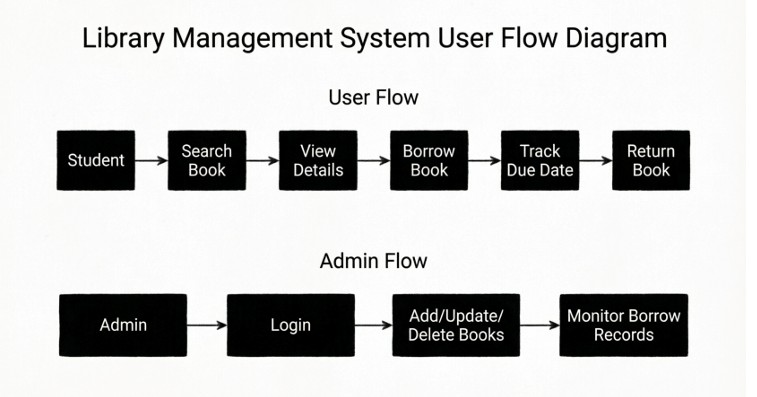 Library Management System User Flow Diagram
User Flow
Student
Search
Book
View
Details
Borrow
Book
Track
Due Date
Return
Book
Admin Flow
Admin
Login
Add/Update/
Delete Books
Monitor Borrow
Records